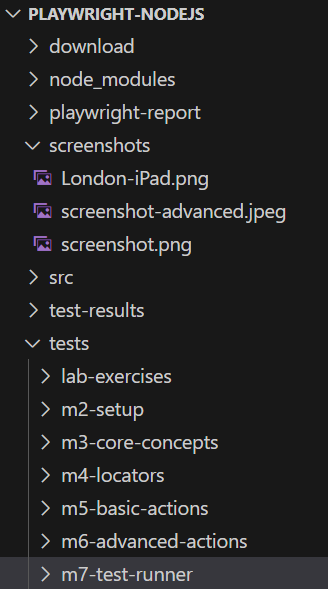 PLAYWRIGHT-NODEJS
download
node_modules
playwright-report
screenshots
London-iPad.png
screenshot-advanced.jpeg
screenshot.png
src
test-results
tests
lab-exercises
m2-setup
m3-core-concepts
m4-locators
m5-basic-actions
m6-advanced-actions
m7-test-runner